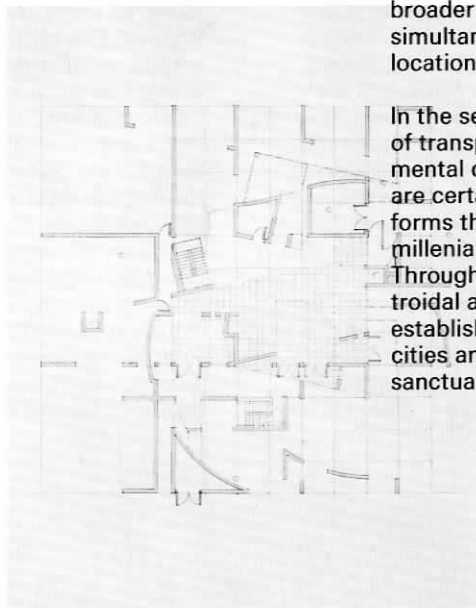 broader
simultan
location

In the se
of transp
mental c
are certa
forms th
millenia
Through
troidal a
establish
cities an
sanctua